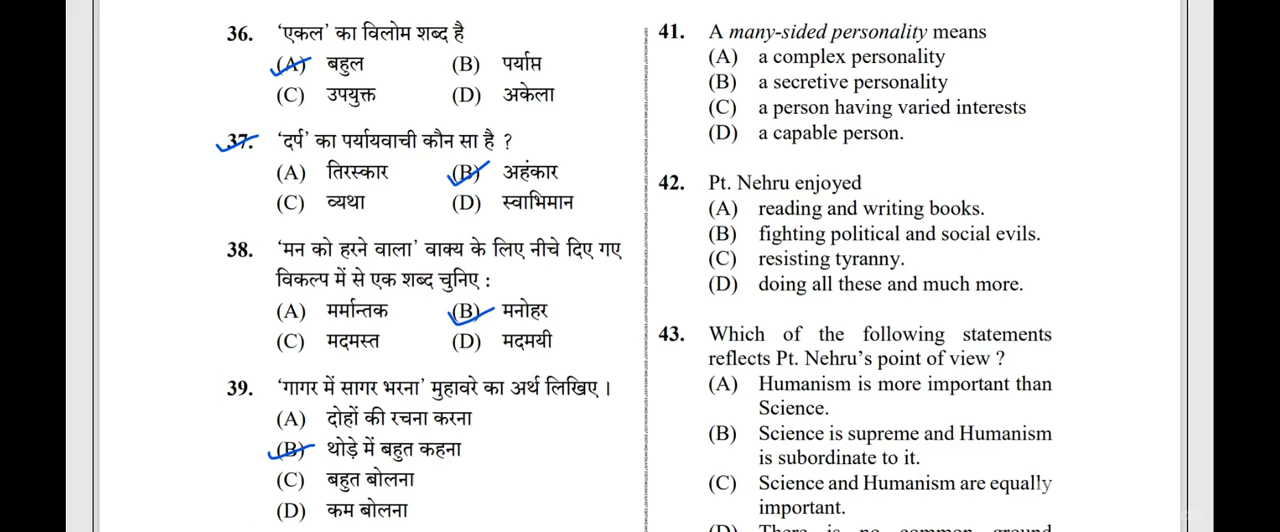 36. 'एकल' का विलोम शब्द है
(A) बहुल (B) पर्याप्त
(C) उपयुक्त (D) अकेला
37. 'दर्प' का पर्यायवाची कौन सा है ?
(A) तिरस्कार (B) अहंकार
(C) व्यथा (D) स्वाभिमान
38. 'मन को हरने वाला' वाक्य के लिए नीचे दिए गए
विकल्प में से एक शब्द चुनिए :
(A) मर्मान्तक (B) मनोहर
(C) मदमस्त (D) मदमयी
39. 'गागर में सागर भरना' मुहावरे का अर्थ लिखिए ।
(A) दोहों की रचना करना
(B) थोड़े में बहुत कहना
(C) बहुत बोलना
(D) कम बोलना
41. A many-sided personality means
(A) a complex personality
(B) a secretive personality
(C) a person having varied interests
(D) a capable person.
42. Pt. Nehru enjoyed
(A) reading and writing books.
(B) fighting political and social evils.
(C) resisting tyranny.
(D) doing all these and much more.
43. Which of the following statements
reflects Pt. Nehru's point of view ?
(A) Humanism is more important than
Science.
(B) Science is supreme and Humanism
is subordinate to it.
(C) Science and Humanism are equally
important.
(D) There is no common ground